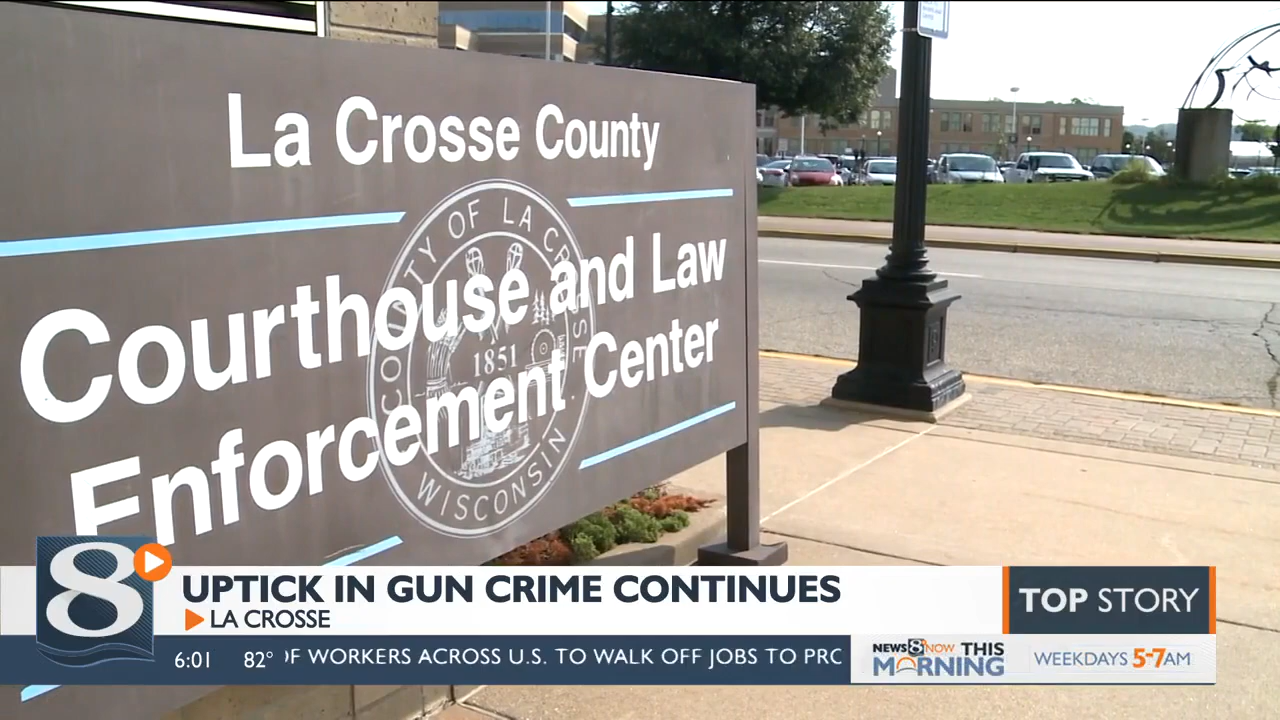 La Crosse County
Courthouse and Law
Enforcement Center
COUNTY OF LA CROSSE
1851
WISCONSIN
8
UPTICK IN GUN CRIME CONTINUES
LA CROSSE
TOP STORY
6:01 82° OF WORKERS ACROSS U.S. TO WALK OFF JOBS TO PRO
NEWS 8 NOW THIS
MORNING
WEEKDAYS 5-7AM